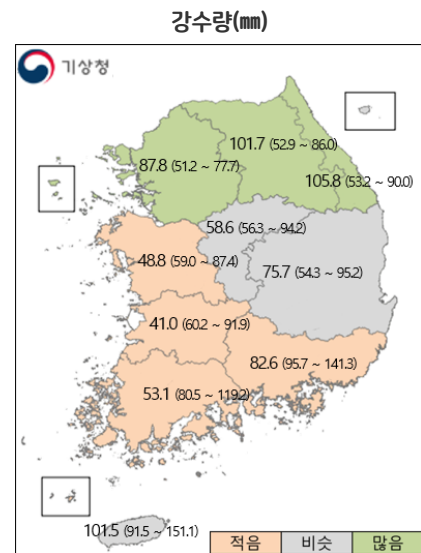 강수량(㎜)
기상청
101.7 (52.9 ~ 86.0)
87.8 (51.2 ~ 77.7)
105.8 (53.2 ~ 90.0)
58.6 (56.3 ~ 94.2)
48.8 (59.0 ~ 87.4)
75.7 (54.3 ~ 95.2)
41.0 (60.2 ~ 91.9)
82.6 (95.7 ~ 141.3)
53.1 (80.5 ~ 119.2)
101.5 (91.5 ~ 151.1)
적음 비슷 많음